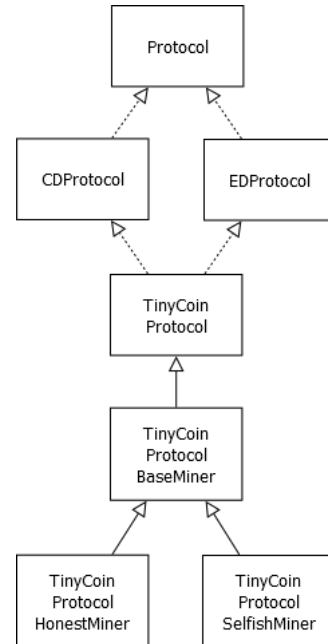 Protocol
CDProtocol
EDProtocol
TinyCoin
Protocol
TinyCoin
Protocol
BaseMiner
TinyCoin
Protocol
HonestMiner
TinyCoin
Protocol
SelfishMiner